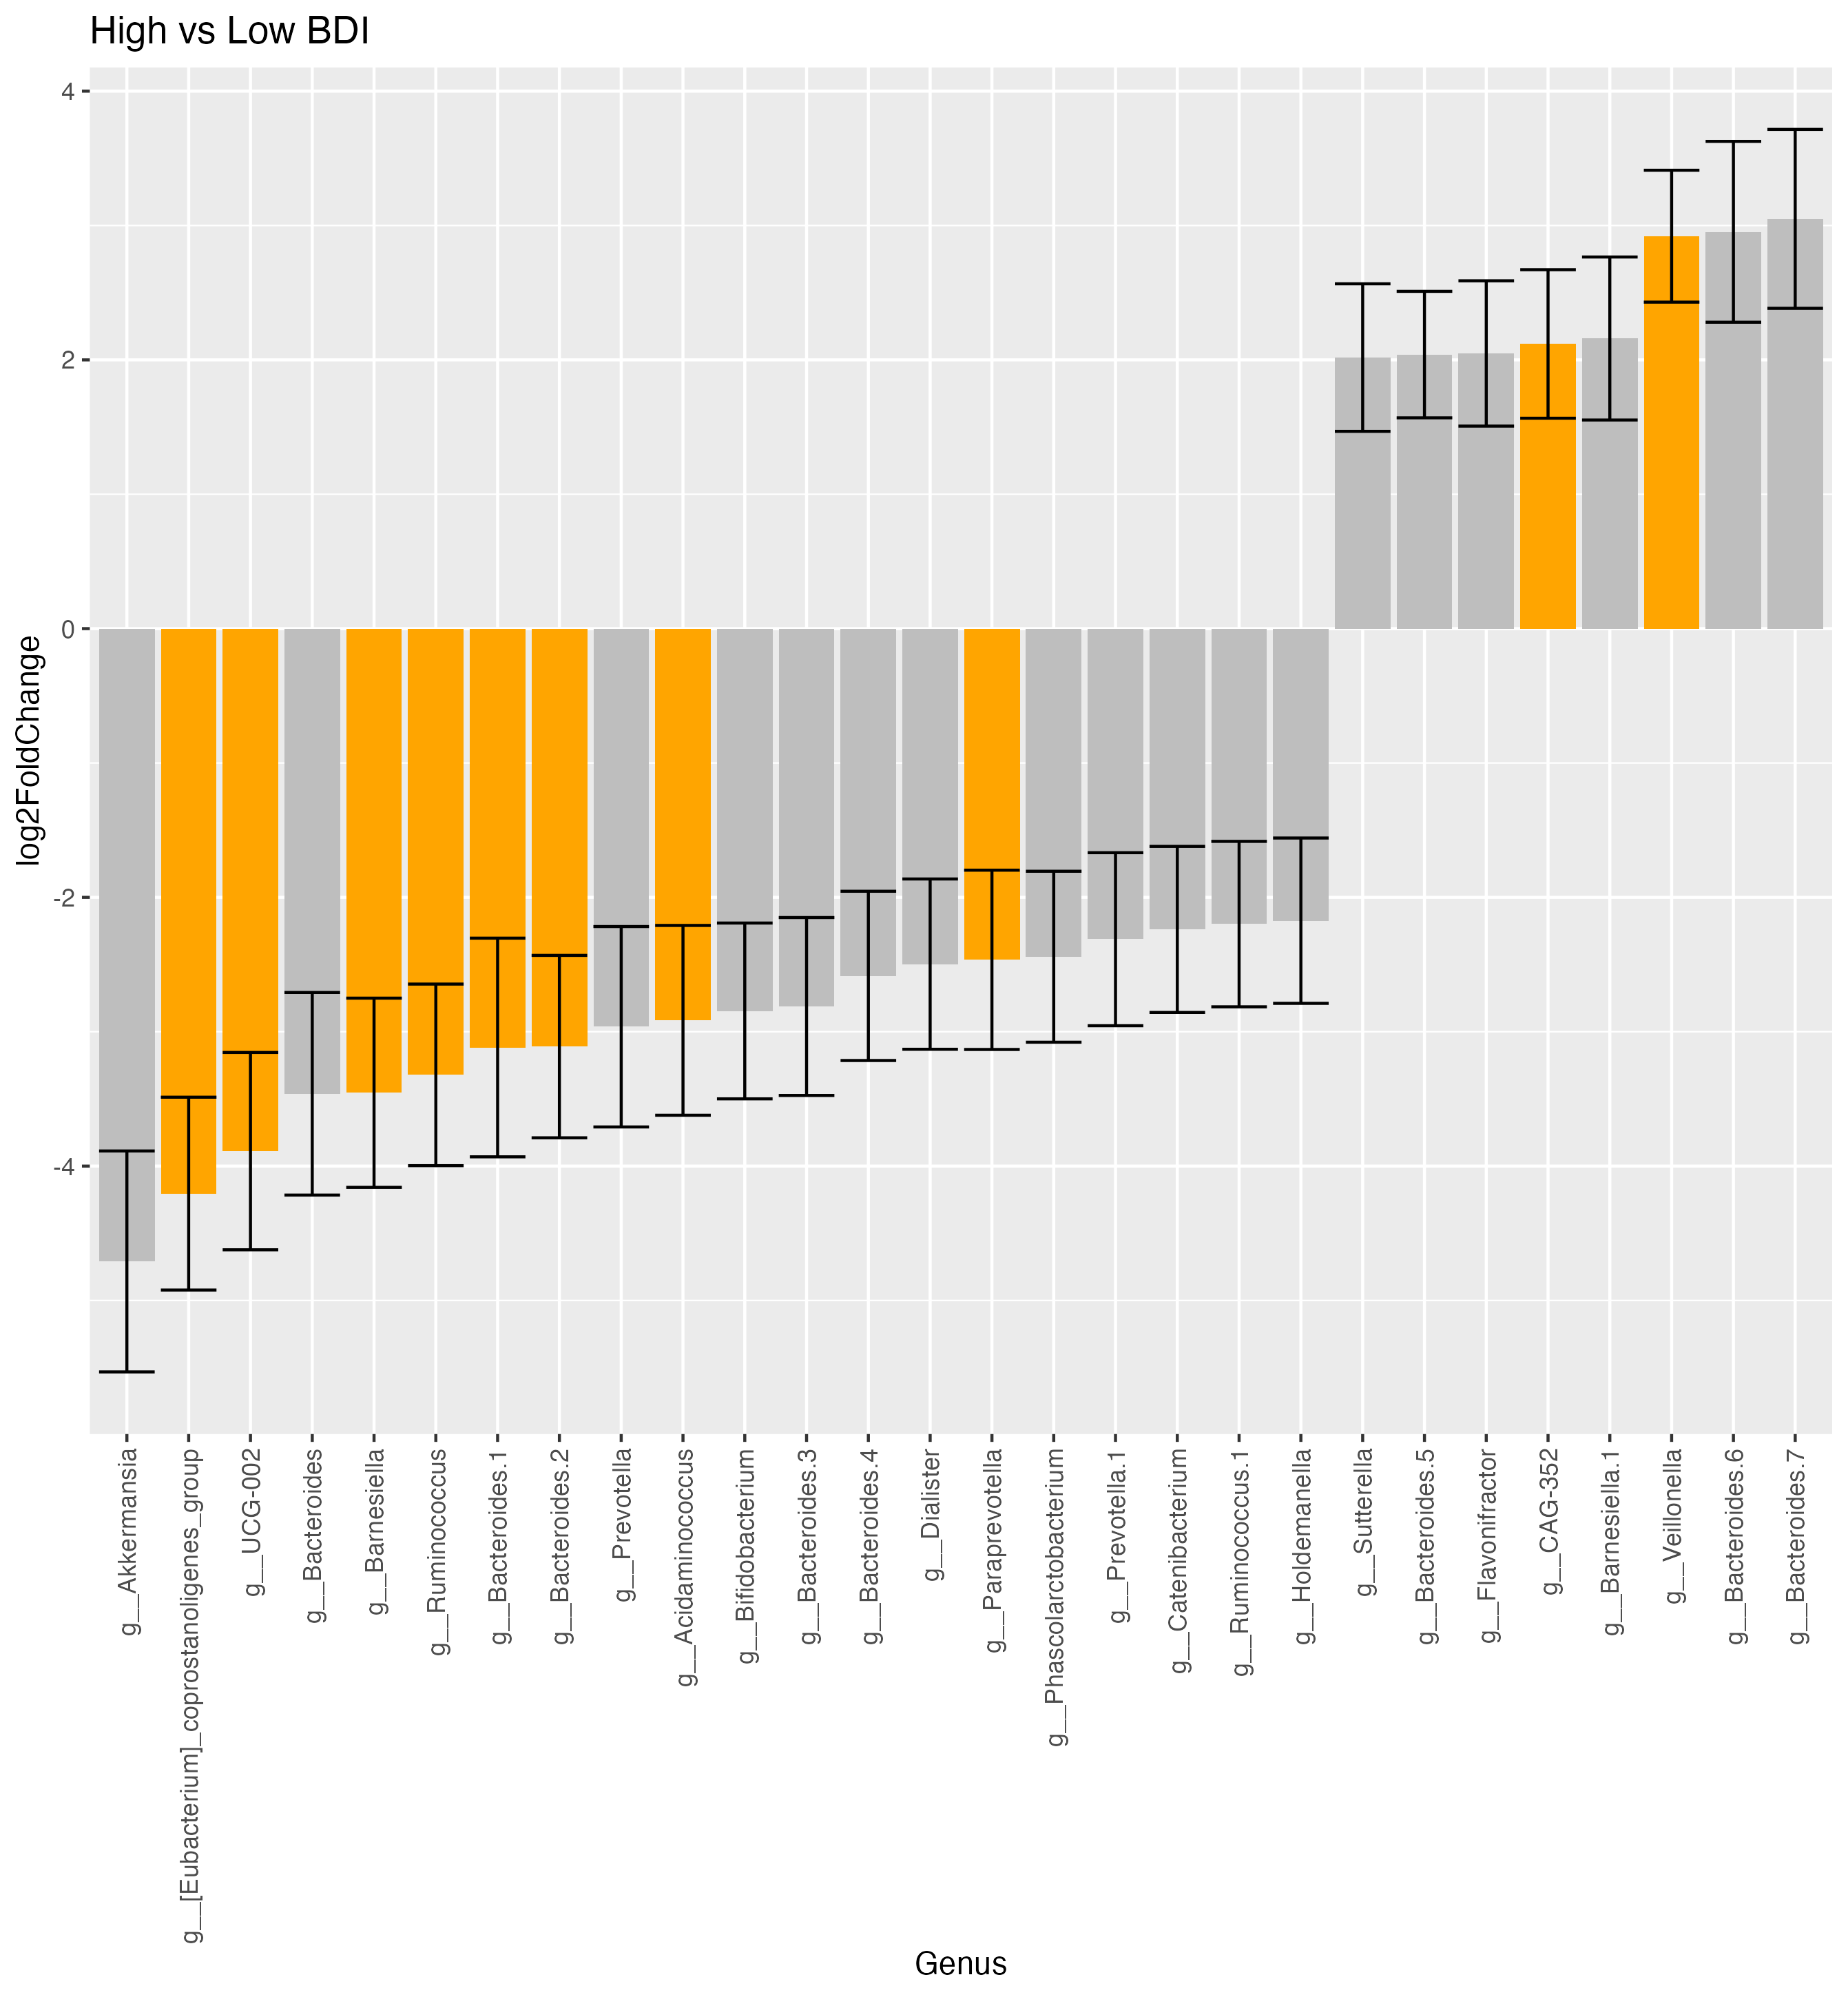 High vs Low BDI
4
2
0
-2
-4
log2FoldChange
g__Akkermansia
g__[Eubacterium]_coprostanoligenes_group
g__UCG-002
g__Bacteroides
g__Barnesiella
g__Ruminococcus
g__Bacteroides.1
g__Bacteroides.2
g__Prevotella
g__Acidaminococcus
g__Bifidobacterium
g__Bacteroides.3
g__Bacteroides.4
g__Dialister
g__Paraprevotella
g__Phascolarctobacterium
g__Prevotella.1
g__Catenibacterium
g__Ruminococcus.1
g__Holdemanella
g__Sutterella
g__Bacteroides.5
g__Flavonifractor
g__CAG-352
g__Barnesiella.1
g__Veillonella
g__Bacteroides.6
g__Bacteroides.7
Genus